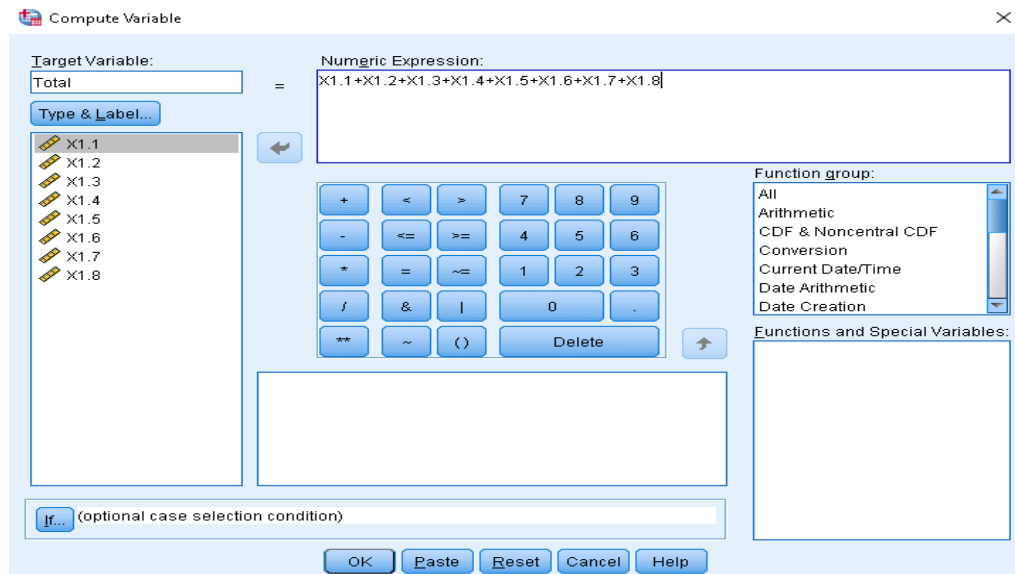 Compute Variable
Target Variable:
Total
=
Numeric Expression:
X1.1+X1.2+X1.3+X1.4+X1.5+X1.6+X1.7+X1.8
Type & Label...
X1.1
X1.2
X1.3
X1.4
X1.5
X1.6
X1.7
X1.8
+ < > 7 8 9
- <= >= 4 5 6
* = ~= 1 2 3
/ & | 0 .
** ~ () Delete
Function group:
All
Arithmetic
CDF & Noncentral CDF
Conversion
Current Date/Time
Date Arithmetic
Date Creation
Functions and Special Variables:
If... (optional case selection condition)
OK Paste Reset Cancel Help